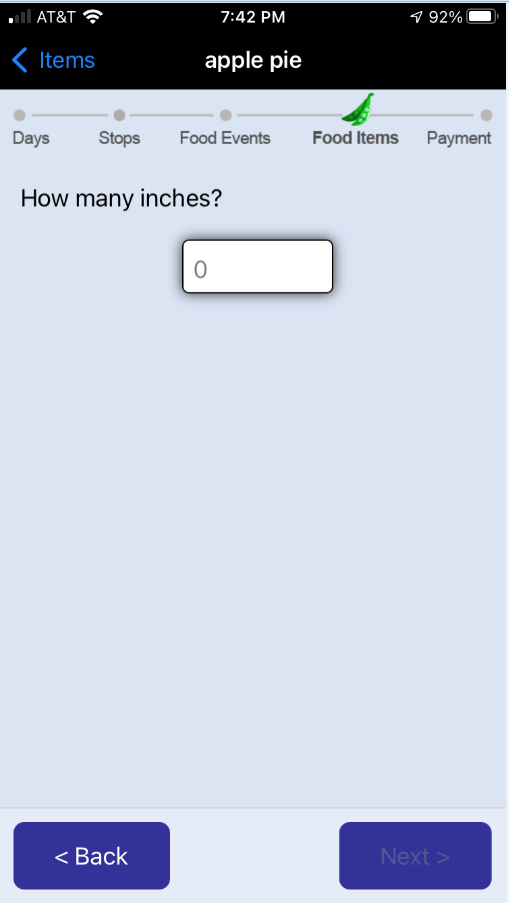 AT&T 7:42 PM 92%
Items apple pie
Days Stops Food Events Food Items Payment
How many inches?
0
< Back Next >